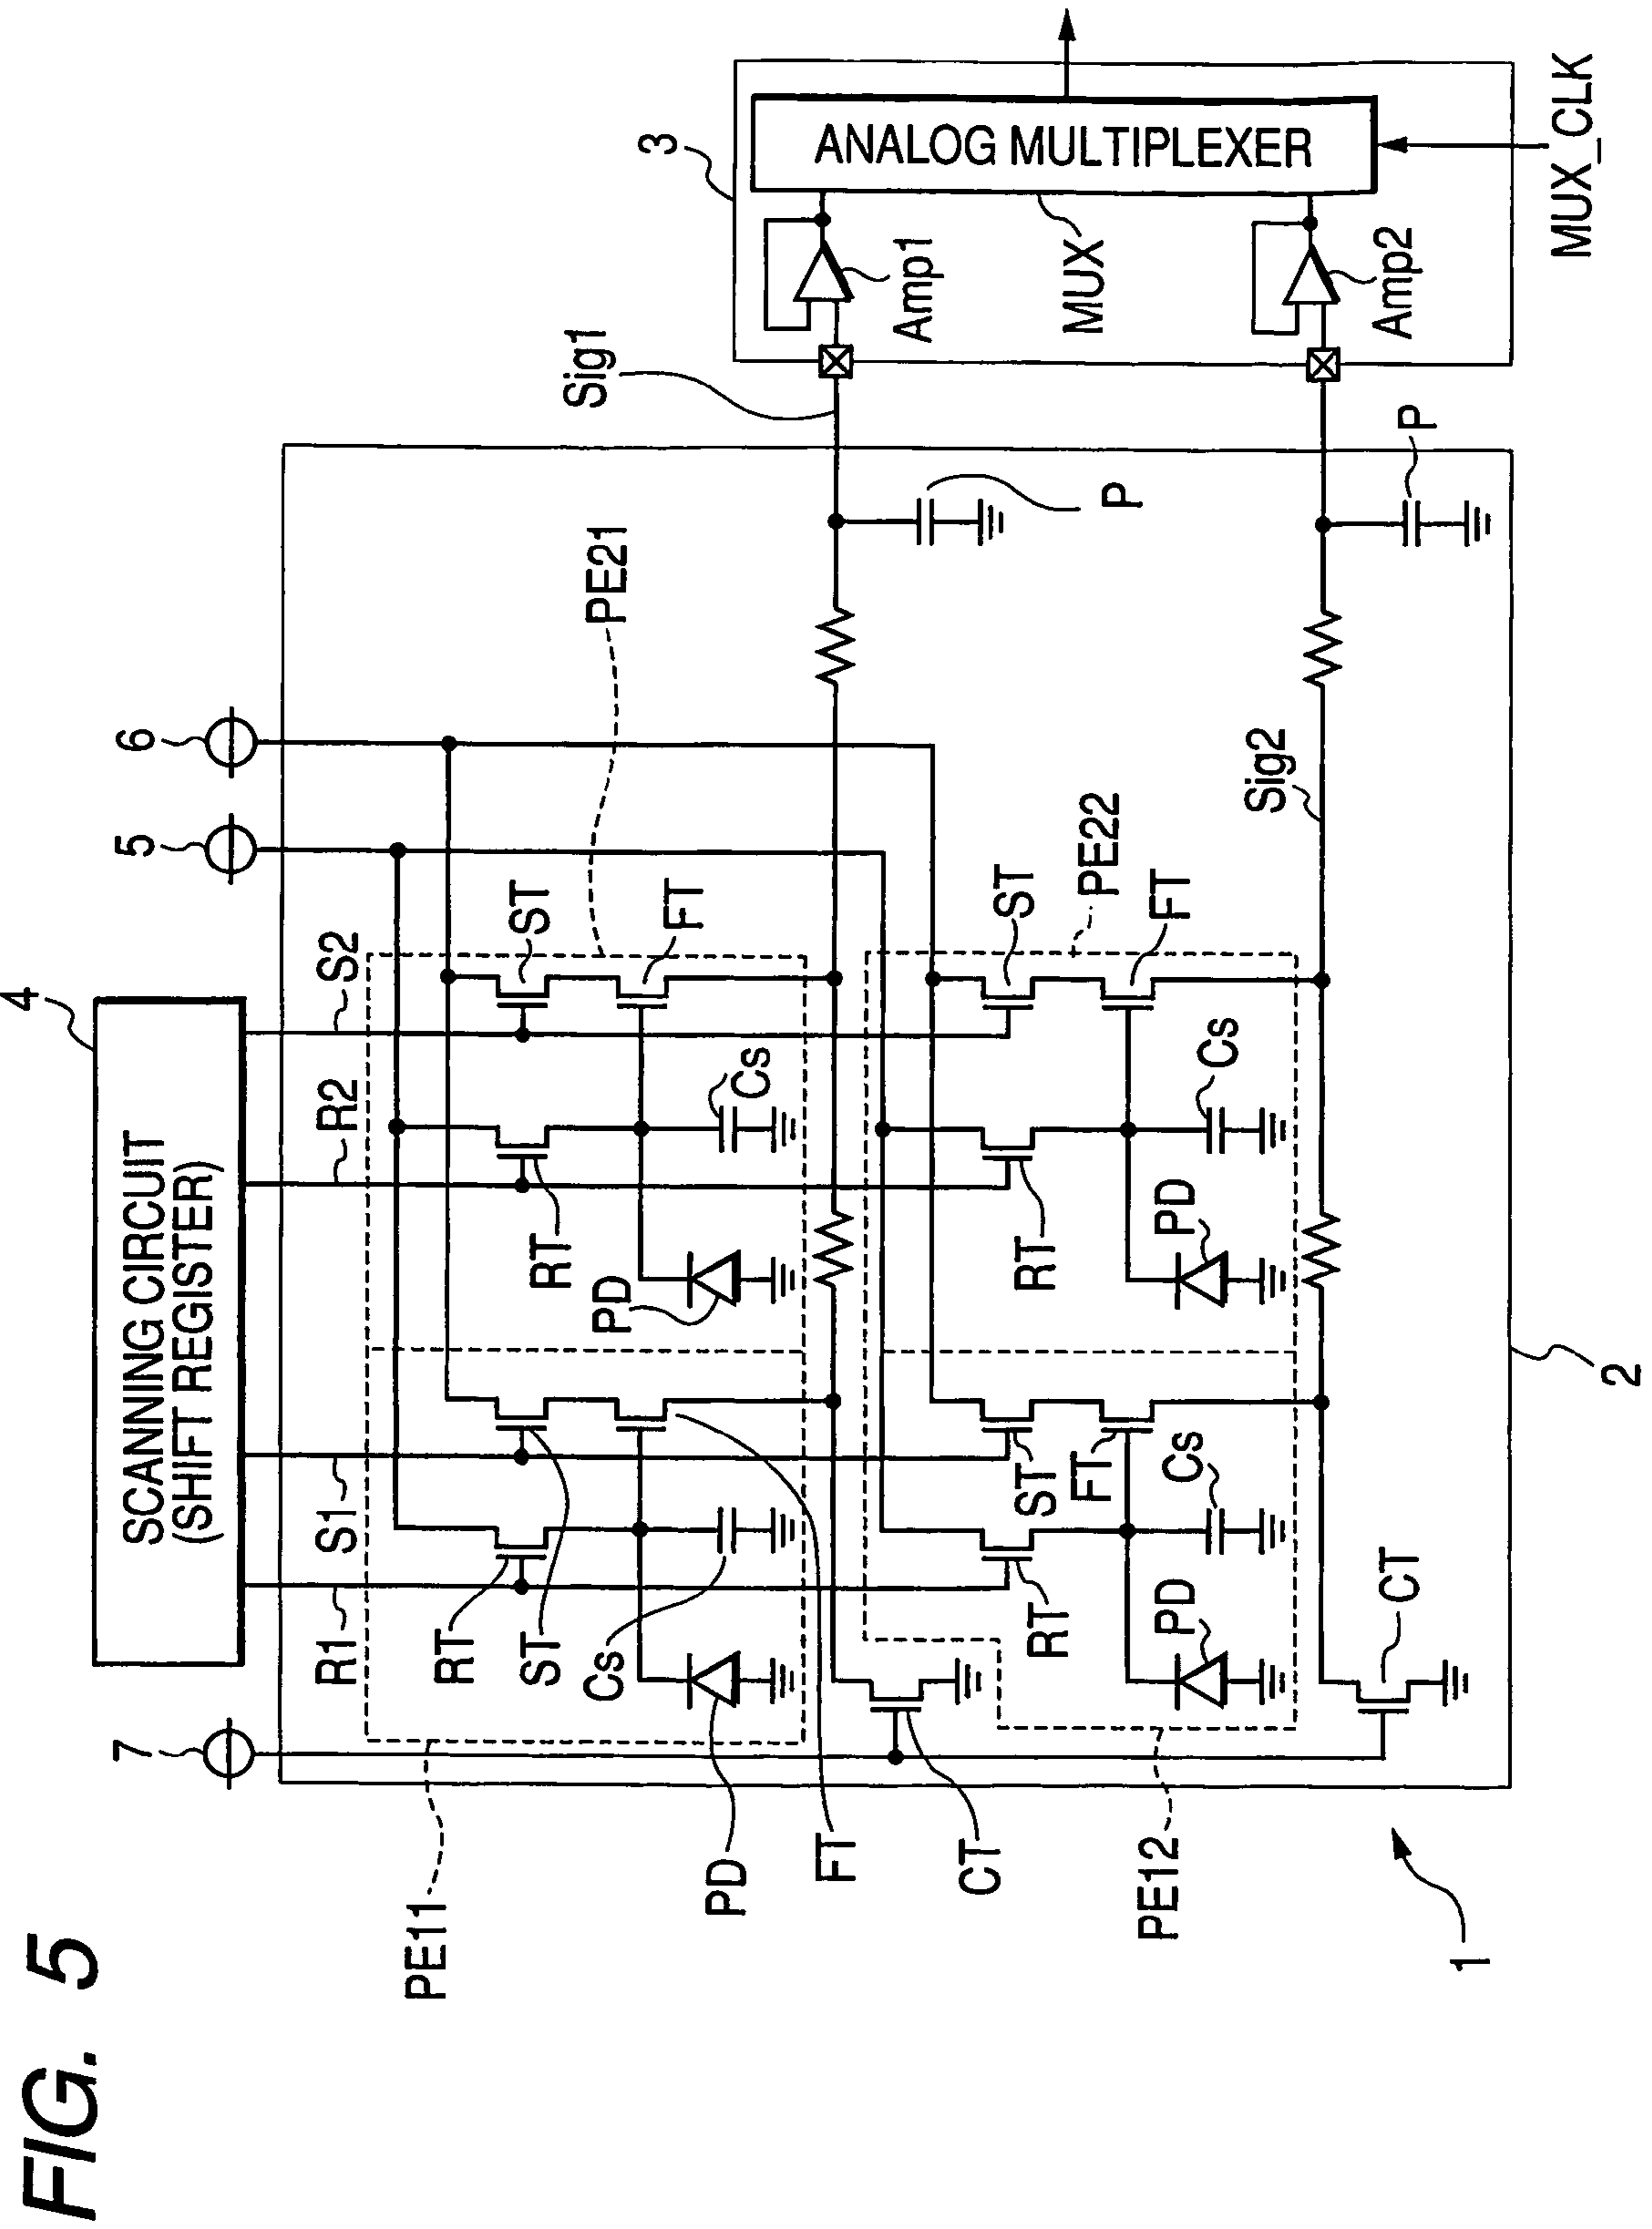 FIG. 5
4
SCANNING CIRCUIT
(SHIFT REGISTER)
7
5
6
R1
S1
R2
S2
PE11
RT
ST
Cs
PD
FT
CT
RT
PD
Cs
ST
FT
PE21
Sig1
P
3
Amp1
ANALOG MULTIPLEXER
MUX
Amp2
MUX_CLK
PE12
RT
ST
FT
Cs
PD
RT
PD
Cs
ST
FT
PE22
Sig2
P
CT
1
2